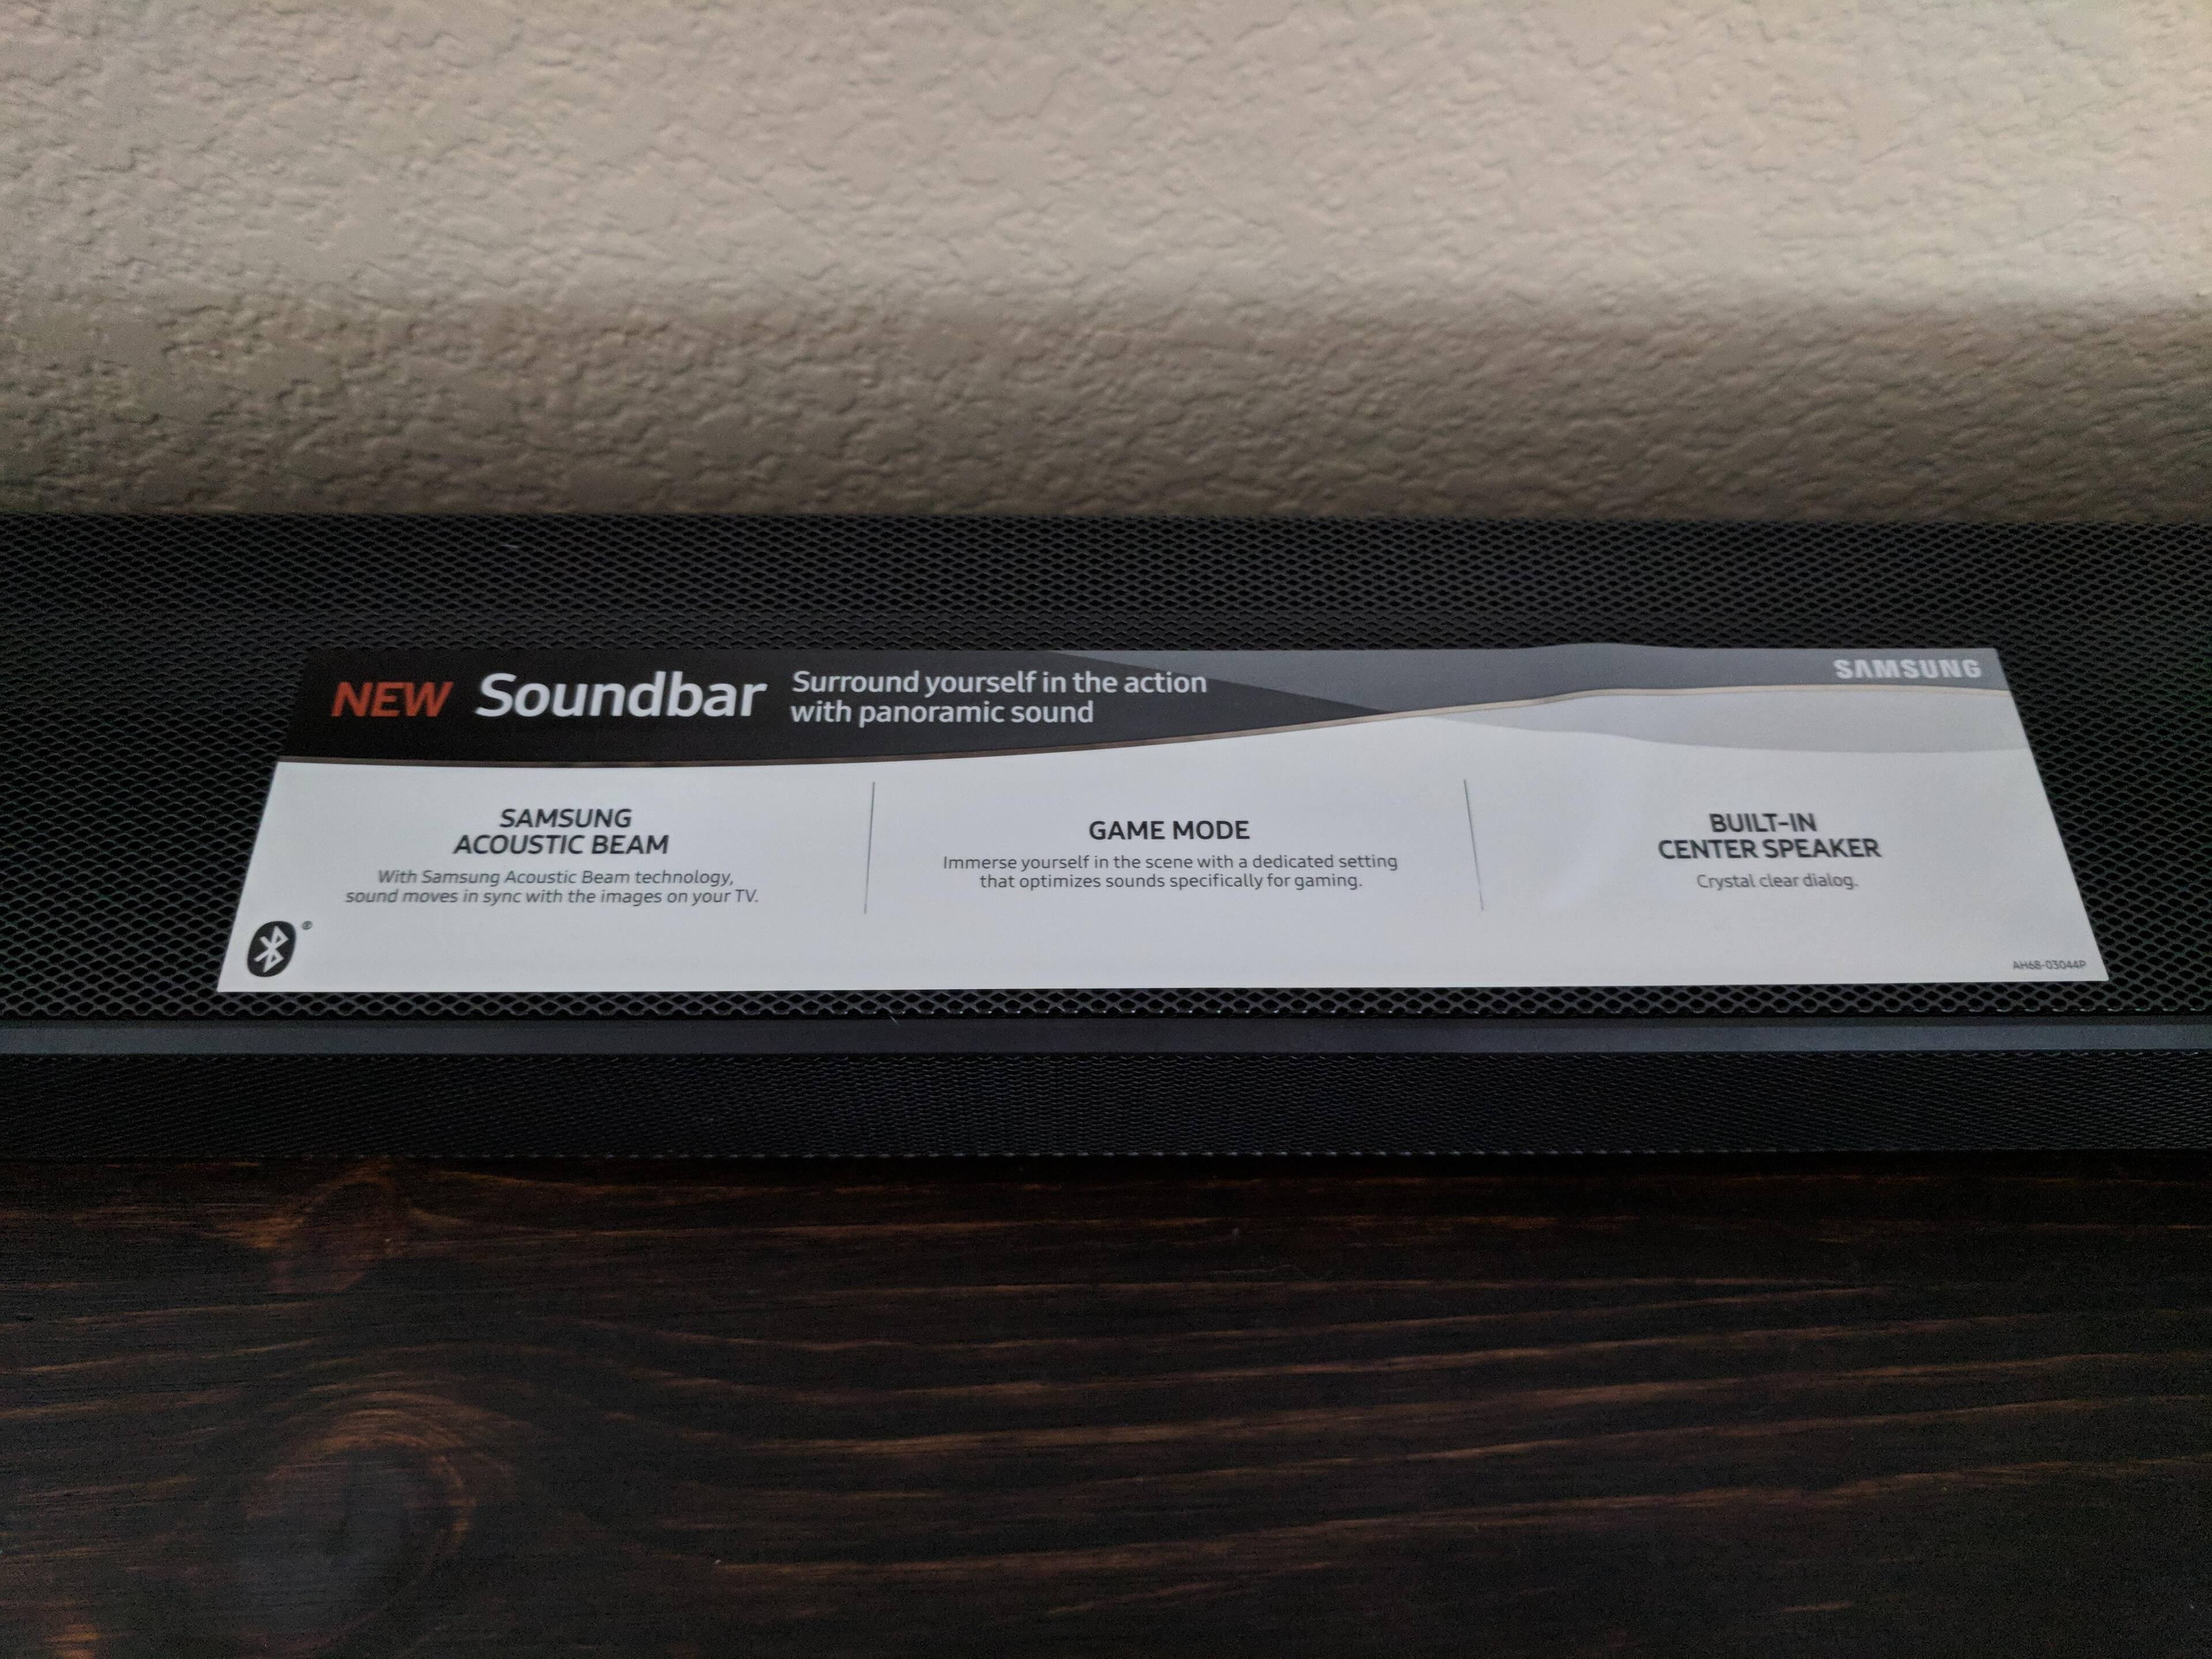 NEW Soundbar
Surround yourself in the action
with panoramic sound
SAMSUNG
SAMSUNG
ACOUSTIC BEAM
With Samsung Acoustic Beam technology,
sound moves in sync with the images on your TV.
GAME MODE
Immerse yourself in the scene with a dedicated setting
that optimizes sounds specifically for gaming.
BUILT-IN
CENTER SPEAKER
Crystal clear dialog.
®
AH68-03044P